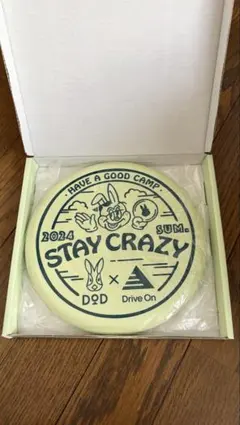 HAVE A GOOD CAMP
2024 SUM.
STAY CRAZY
DOD × Drive On